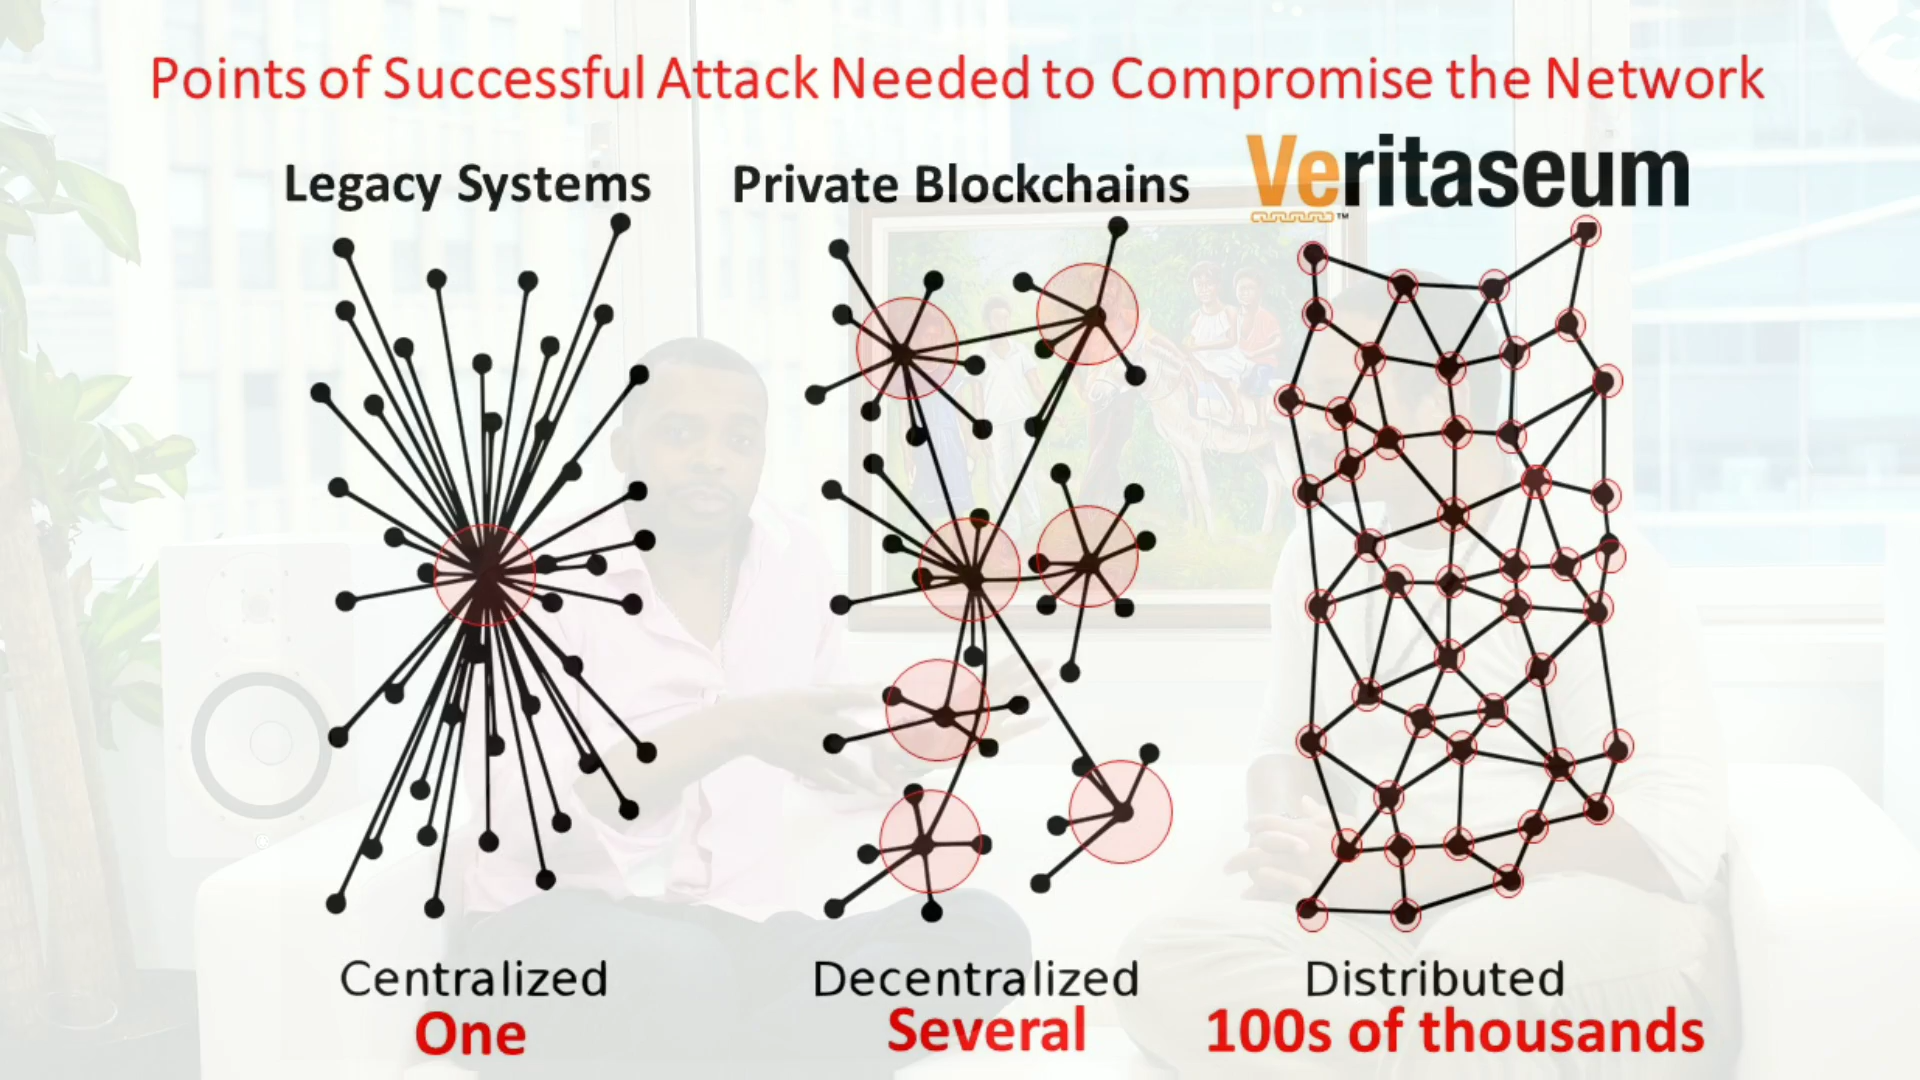 Points of Successful Attack Needed to Compromise the Network
Legacy Systems
Private Blockchains
Veritaseum
™
Centralized
Decentralized
Distributed
One
Several
100s of thousands